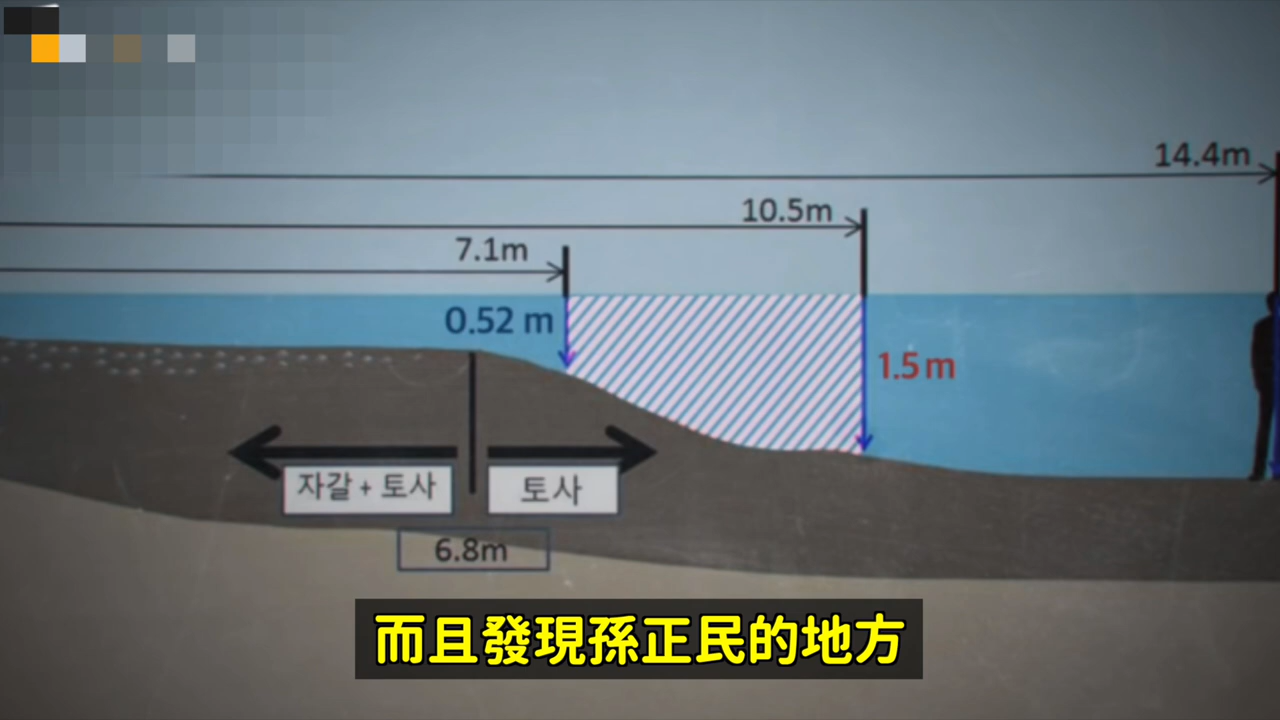 14.4m
10.5m
7.1m
0.52 m
1.5m
자갈 + 토사
토사
6.8m
而且發現孫正民的地方